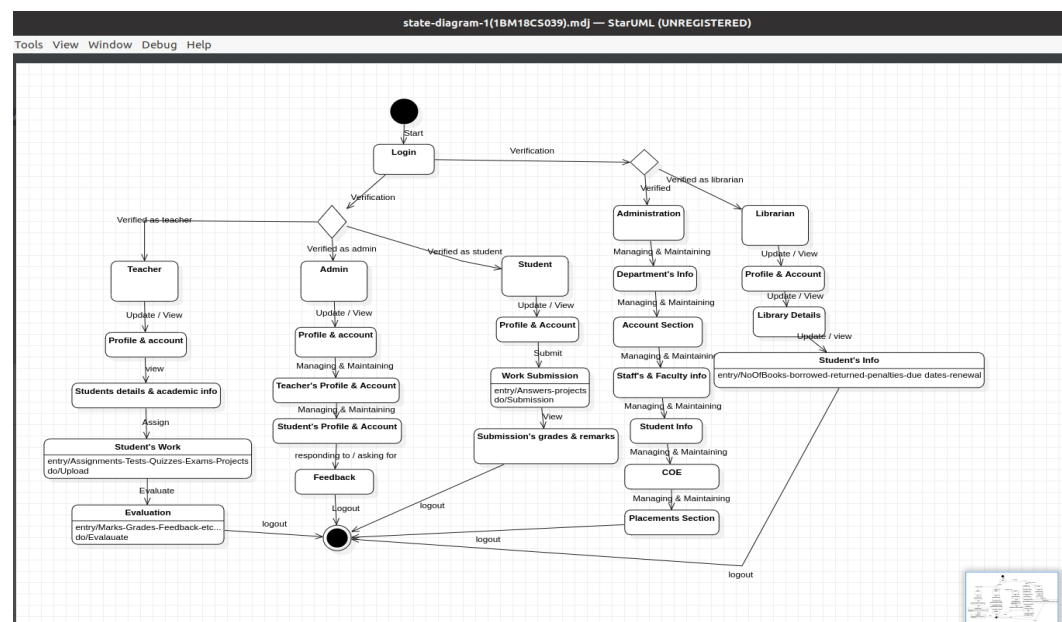 state-diagram-1(1BM18CS039).mdj — StarUML (UNREGISTERED)
Tools View Window Debug Help
Start
Login
Verification
Verification
Verified as teacher
Verified as admin
Verified as student
Verified
Verified as librarian
Teacher
Update / View
Profile & account
view
Students details & academic info
Assign
Student's Work
entry/Assignments-Tests-Quizzes-Exams-Projects
do/Upload
Evaluate
Evaluation
entry/Marks-Grades-Feedback-etc...
do/Evalauate
logout
Admin
Update / View
Profile & account
Managing & Maintaining
Teacher's Profile & Account
Managing & Maintaining
Student's Profile & Account
responding to / asking for
Feedback
Logout
Student
Update / View
Profile & Account
Submit
Work Submission
entry/Answers-projects
do/Submission
View
Submission's grades & remarks
logout
Administration
Managing & Maintaining
Department's Info
Managing & Maintaining
Account Section
Managing & Maintaining
Staff's & Faculty info
Managing & Maintaining
Student Info
Managing & Maintaining
COE
Managing & Maintaining
Placements Section
logout
Librarian
Update / View
Profile & Account
Update / View
Library Details
Update / view
Student's Info
entry/NoOfBooks-borrowed-returned-penalties-due dates-renewal
logout